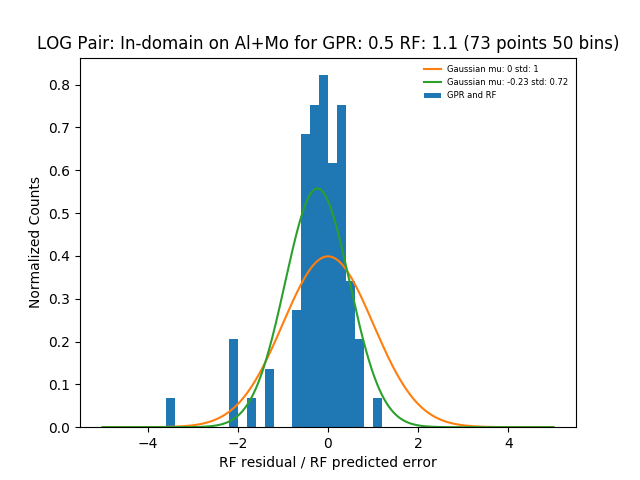 LOG Pair: In-domain on Al+Mo for GPR: 0.5 RF: 1.1 (73 points 50 bins)
Gaussian mu: 0 std: 1
Gaussian mu: -0.23 std: 0.72
GPR and RF
0.8
0.7
0.6
0.5
0.4
0.3
0.2
0.1
0.0
Normalized Counts
−4 −2 0 2 4
RF residual / RF predicted error